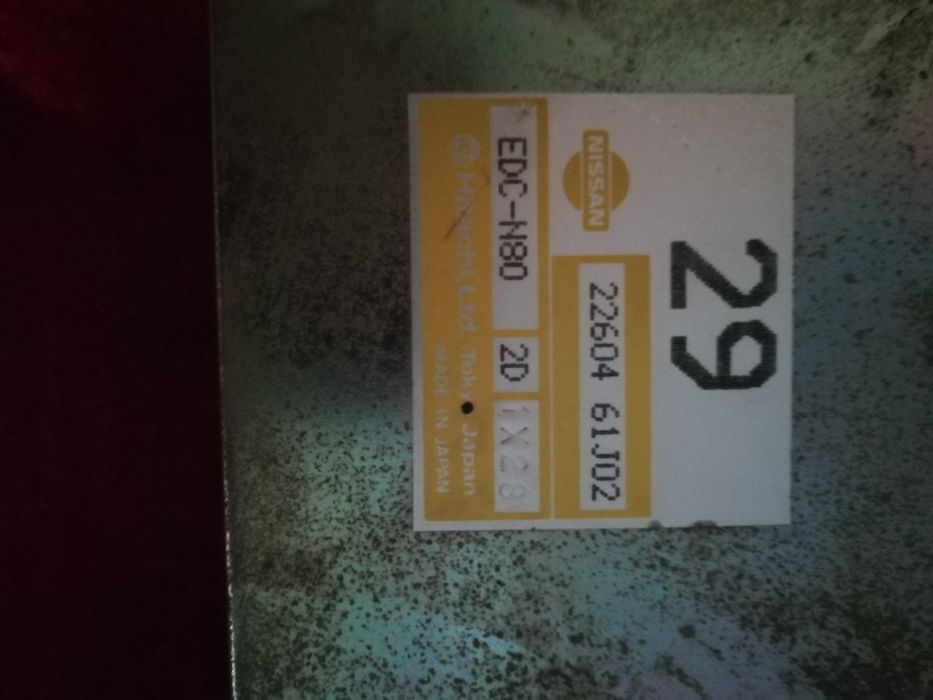 29
NISSAN
22604 61J02
EDC-N80 2D 1X28
Hitachi, Ltd. Tokyo Japan
MADE IN JAPAN